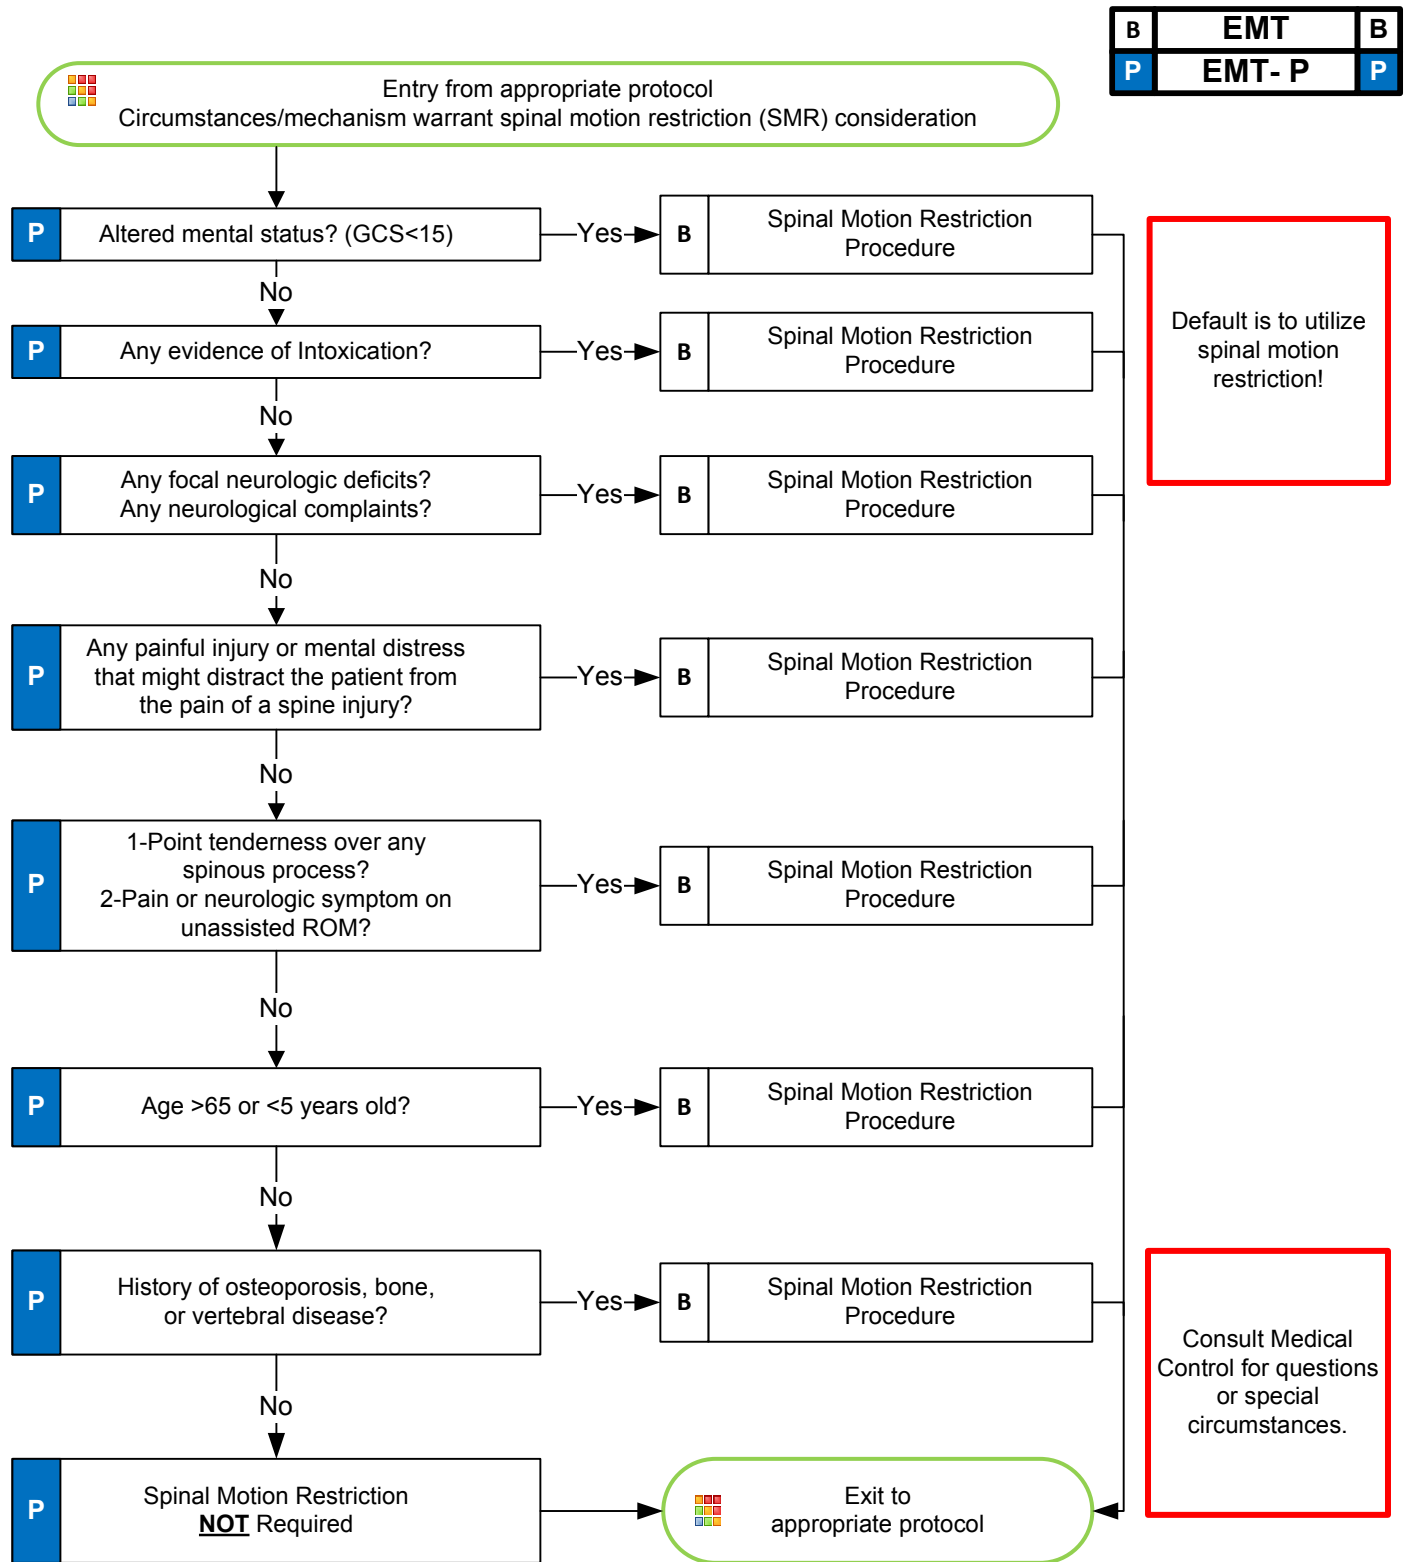 B EMT B
P EMT- P P
Entry from appropriate protocol
Circumstances/mechanism warrant spinal motion restriction (SMR) consideration
P Altered mental status? (GCS<15) Yes B Spinal Motion Restriction
Procedure
No
P Any evidence of Intoxication? Yes B Spinal Motion Restriction
Procedure
Default is to utilize
spinal motion
restriction!
No
P Any focal neurologic deficits?
Any neurological complaints?
Yes B Spinal Motion Restriction
Procedure
No
P Any painful injury or mental distress
that might distract the patient from
the pain of a spine injury?
Yes B Spinal Motion Restriction
Procedure
No
P 1-Point tenderness over any
spinous process?
2-Pain or neurologic symptom on
unassisted ROM?
Yes B Spinal Motion Restriction
Procedure
No
P Age >65 or <5 years old? Yes B Spinal Motion Restriction
Procedure
No
P History of osteoporosis, bone,
or vertebral disease?
Yes B Spinal Motion Restriction
Procedure
Consult Medical
Control for questions
or special
circumstances.
No
P Spinal Motion Restriction
NOT Required
Exit to
appropriate protocol